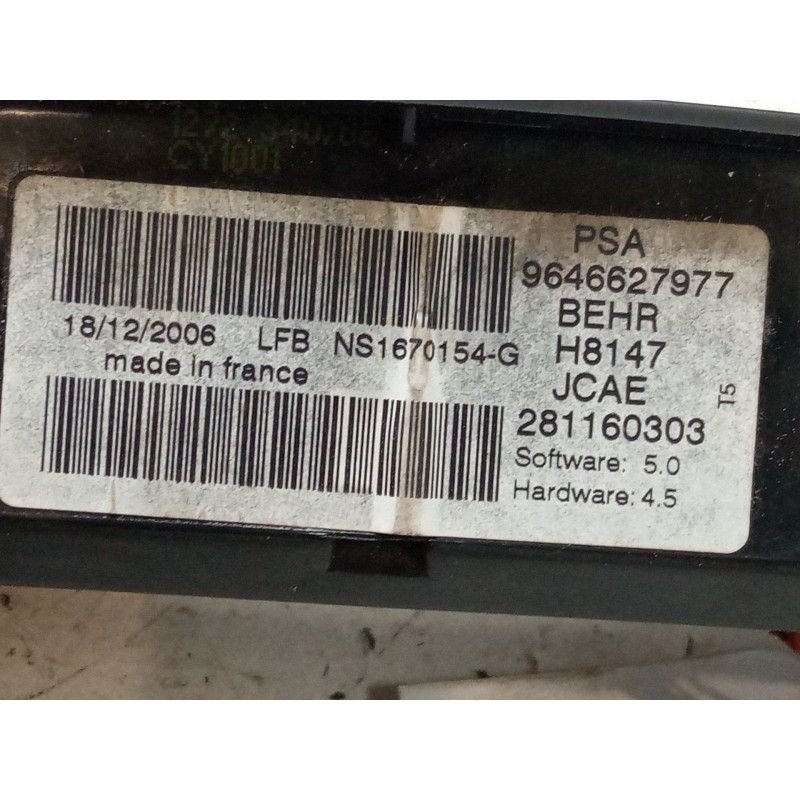 CY1001
PSA
9646627977
BEHR
18/12/2006 LFB NS1670154-G H8147
made in france
JCAE
T5
281160303
Software: 5.0
Hardware: 4.5